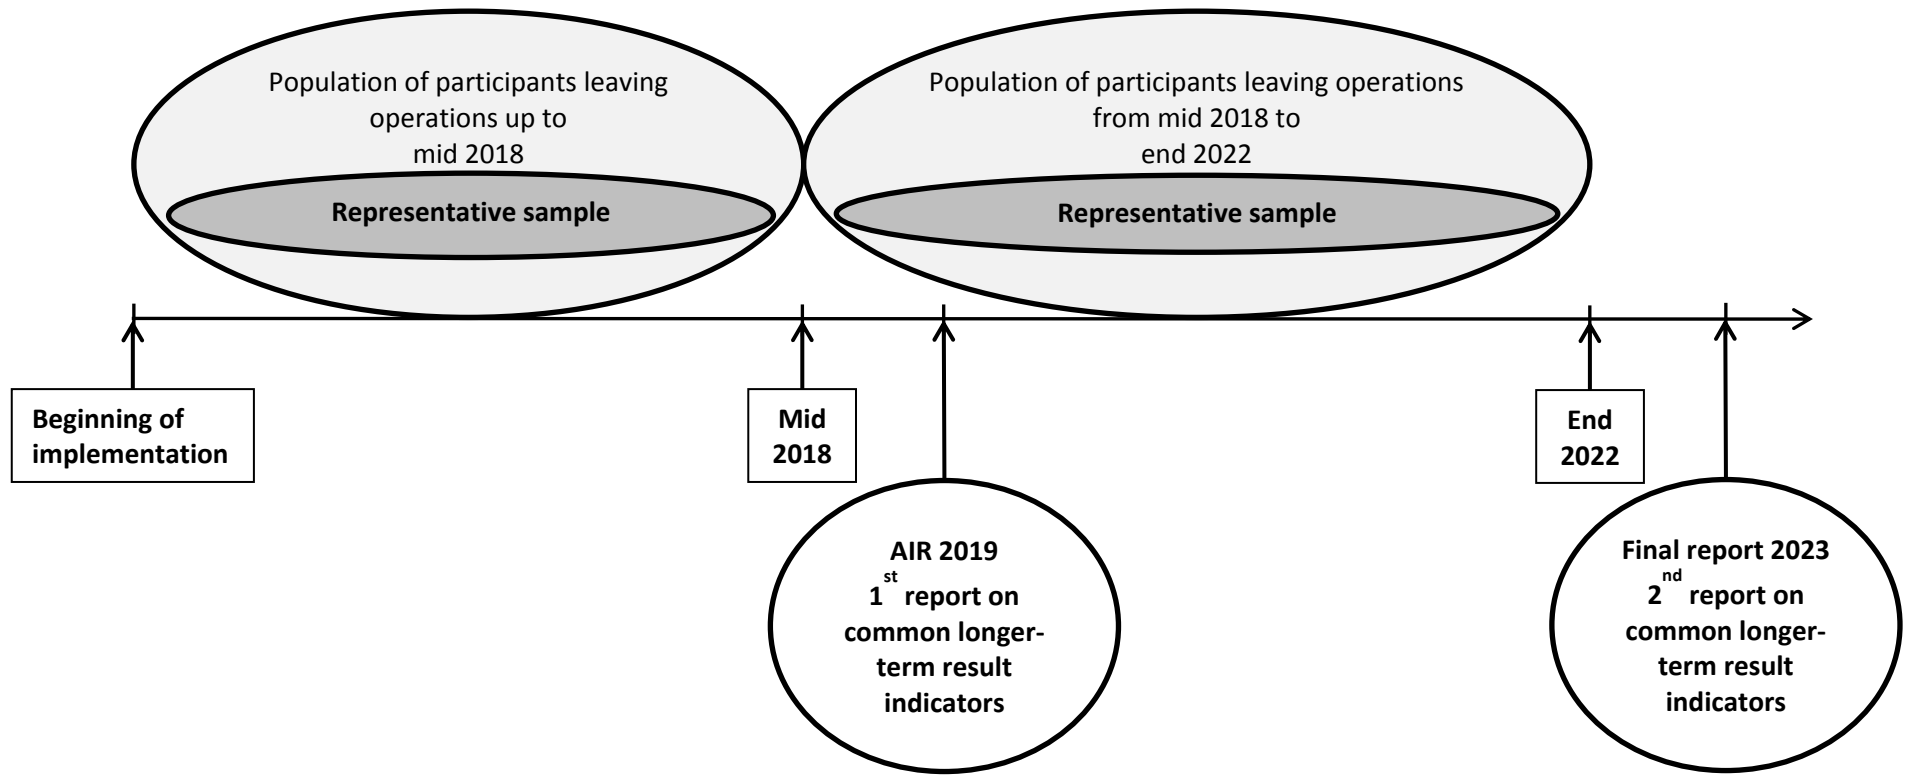 Population of participants leaving
operations up to
mid 2018
Representative sample
Population of participants leaving operations
from mid 2018 to
end 2022
Representative sample
Beginning of
implementation
Mid
2018
End
2022
AIR 2019
1st report on
common longer-
term result
indicators
Final report 2023
2nd report on
common longer-
term result
indicators